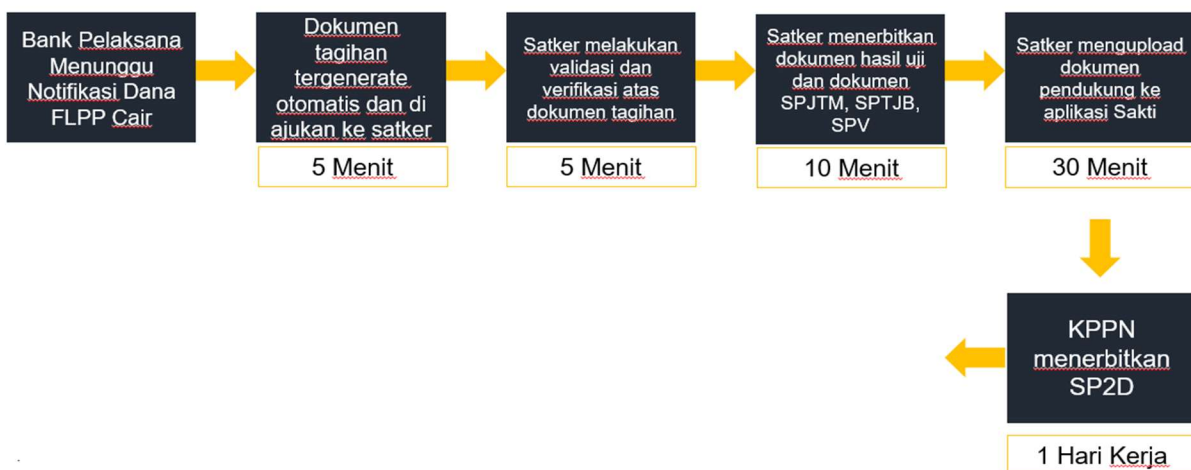 Bank Pelaksana
Menunggu
Notifikasi Dana
FLPP Cair
Dokumen
tagihan
tergenerate
otomatis dan di
ajukan ke satker
5 Menit
Satker melakukan
validasi dan
verifikasi atas
dokumen tagihan
5 Menit
Satker menerbitkan
dokumen hasil uji
dan dokumen
SPJTM, SPTJB,
SPV
10 Menit
Satker mengupload
dokumen
pendukung ke
aplikasi Sakti
30 Menit
KPPN
menerbitkan
SP2D
1 Hari Kerja